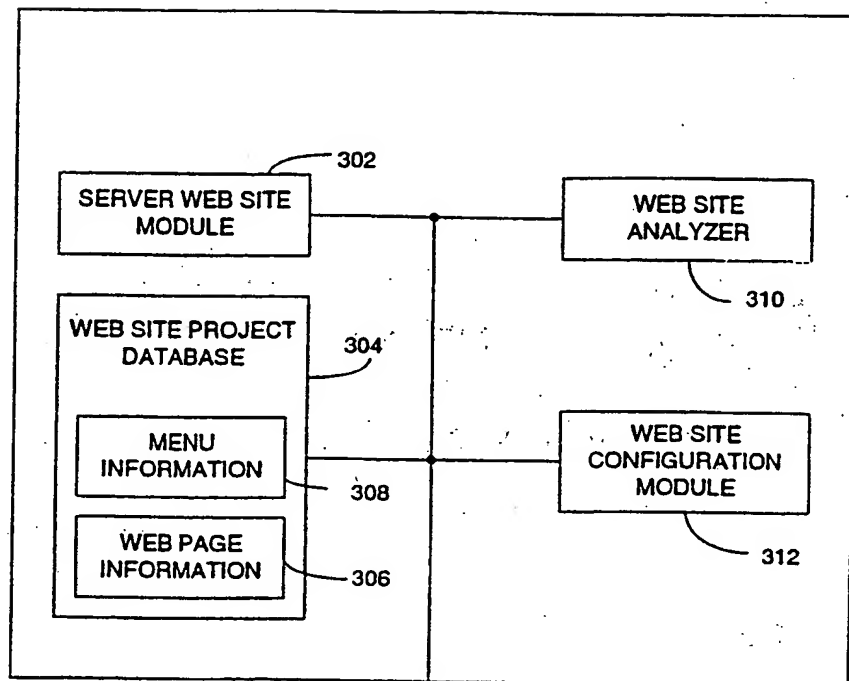 302
SERVER WEB SITE
MODULE
WEB SITE
ANALYZER
310
WEB SITE PROJECT
DATABASE
304
MENU
INFORMATION
308
WEB PAGE
INFORMATION
306
WEB SITE
CONFIGURATION
MODULE
312